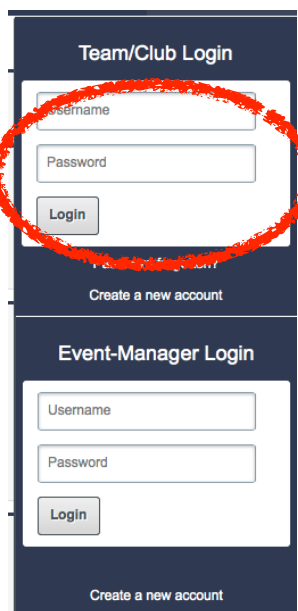 Team/Club Login
Username
Password
Login
Create a new account
Event-Manager Login
Username
Password
Login
Create a new account